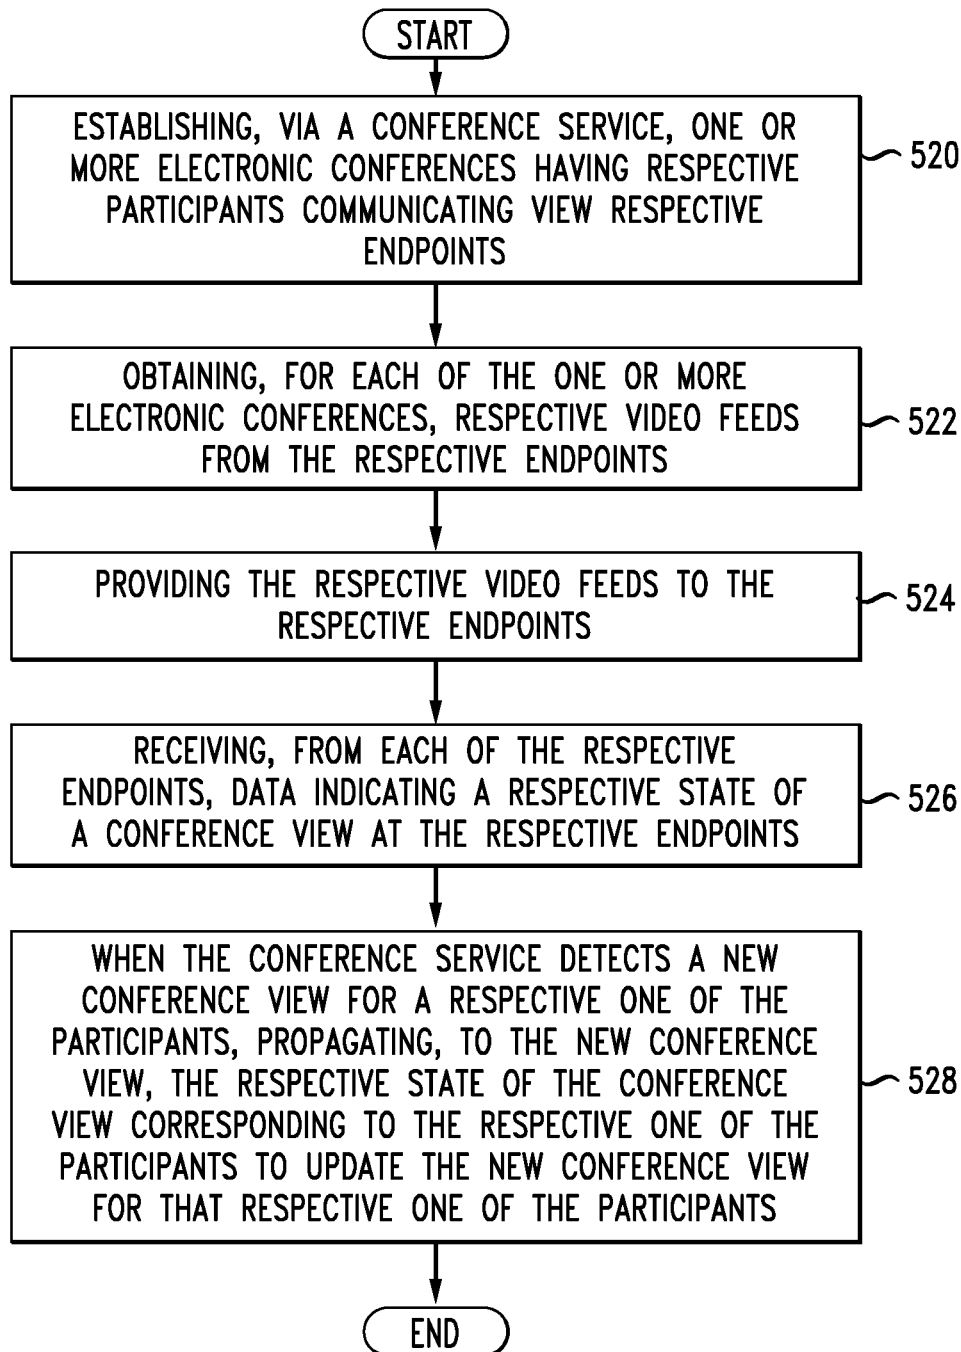 START
ESTABLISHING, VIA A CONFERENCE SERVICE, ONE OR
MORE ELECTRONIC CONFERENCES HAVING RESPECTIVE
PARTICIPANTS COMMUNICATING VIEW RESPECTIVE
ENDPOINTS
520
OBTAINING, FOR EACH OF THE ONE OR MORE
ELECTRONIC CONFERENCES, RESPECTIVE VIDEO FEEDS
FROM THE RESPECTIVE ENDPOINTS
522
PROVIDING THE RESPECTIVE VIDEO FEEDS TO THE
RESPECTIVE ENDPOINTS
524
RECEIVING, FROM EACH OF THE RESPECTIVE
ENDPOINTS, DATA INDICATING A RESPECTIVE STATE OF
A CONFERENCE VIEW AT THE RESPECTIVE ENDPOINTS
526
WHEN THE CONFERENCE SERVICE DETECTS A NEW
CONFERENCE VIEW FOR A RESPECTIVE ONE OF THE
PARTICIPANTS, PROPAGATING, TO THE NEW CONFERENCE
VIEW, THE RESPECTIVE STATE OF THE CONFERENCE
VIEW CORRESPONDING TO THE RESPECTIVE ONE OF THE
PARTICIPANTS TO UPDATE THE NEW CONFERENCE VIEW
FOR THAT RESPECTIVE ONE OF THE PARTICIPANTS
528
END